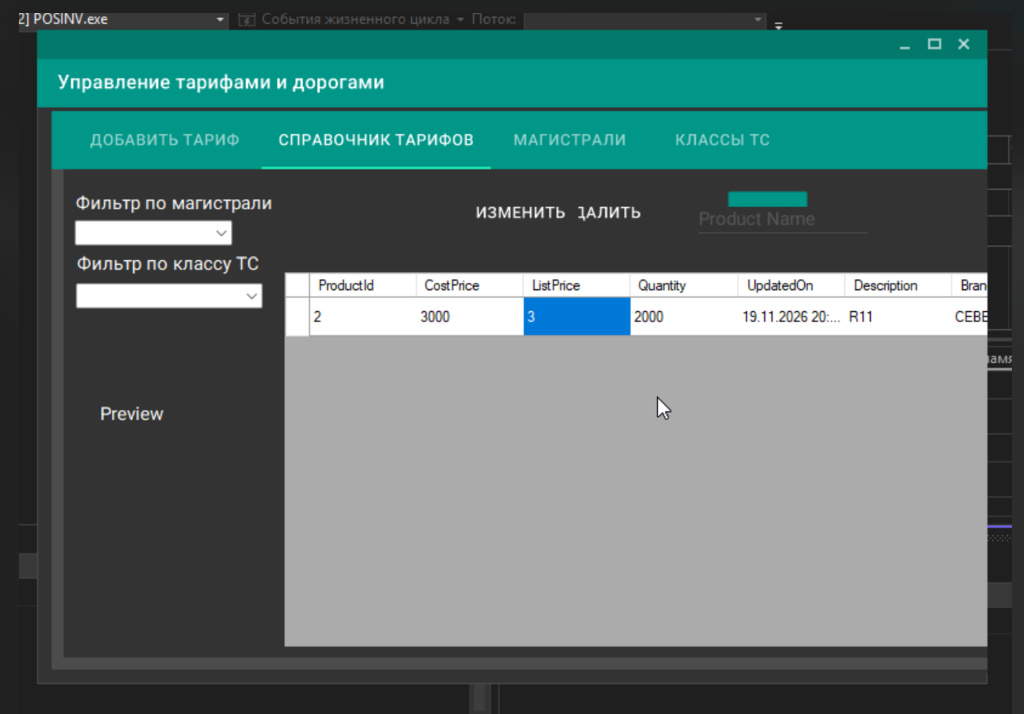 2] POSINV.exe События жизненного цикла Поток:
Управление тарифами и дорогами
ДОБАВИТЬ ТАРИФ СПРАВОЧНИК ТАРИФОВ МАГИСТРАЛИ КЛАССЫ ТС
Фильтр по магистрали
ИЗМЕНИТЬ ДАЛИТЬ
Product Name
Фильтр по классу ТС
ProductId CostPrice ListPrice Quantity UpdatedOn Description Bran
2 3000 3 2000 19.11.2026 20:... R11 СЕВЕ
Preview